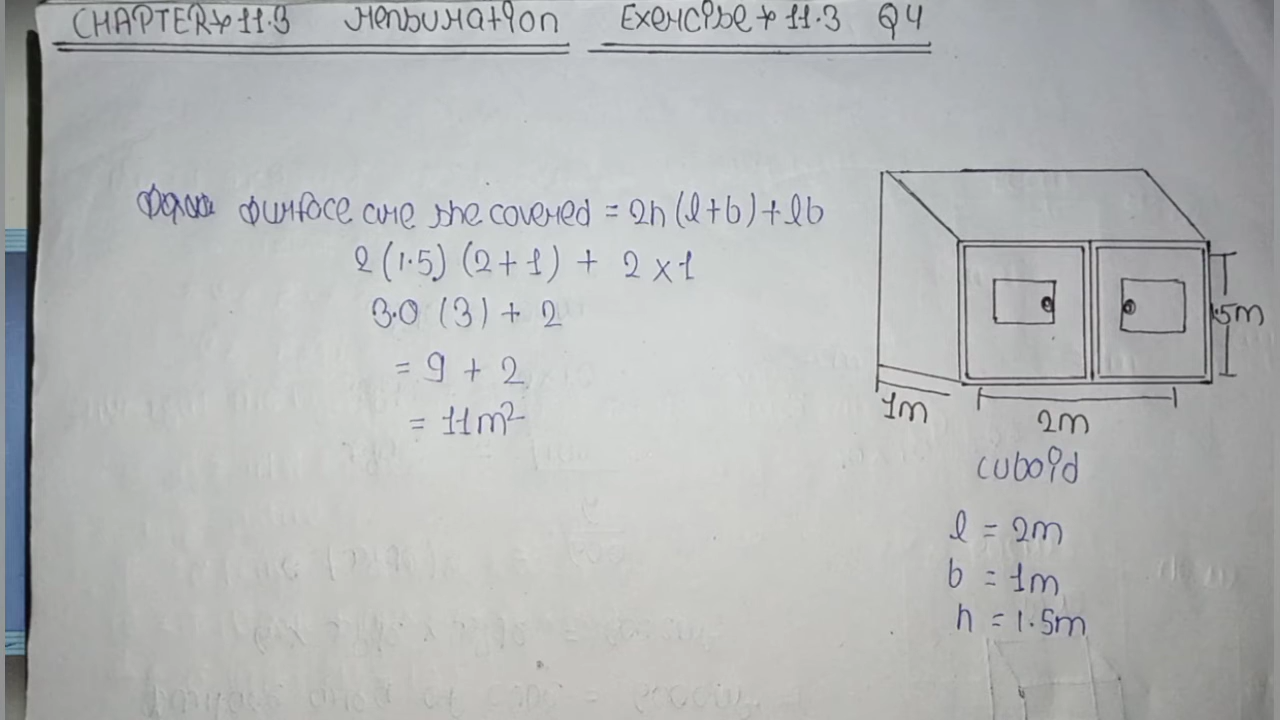 CHAPTER → 11.3 Mensuration Exercise → 11.3 Q4
surface are the covered = 2h (l+b) + lb
2 (1.5) (2+1) + 2 × 1
3.0 (3) + 2
= 9 + 2
= 11m²
.5m
1m
2m
cuboid
l = 2m
b = 1m
h = 1.5m